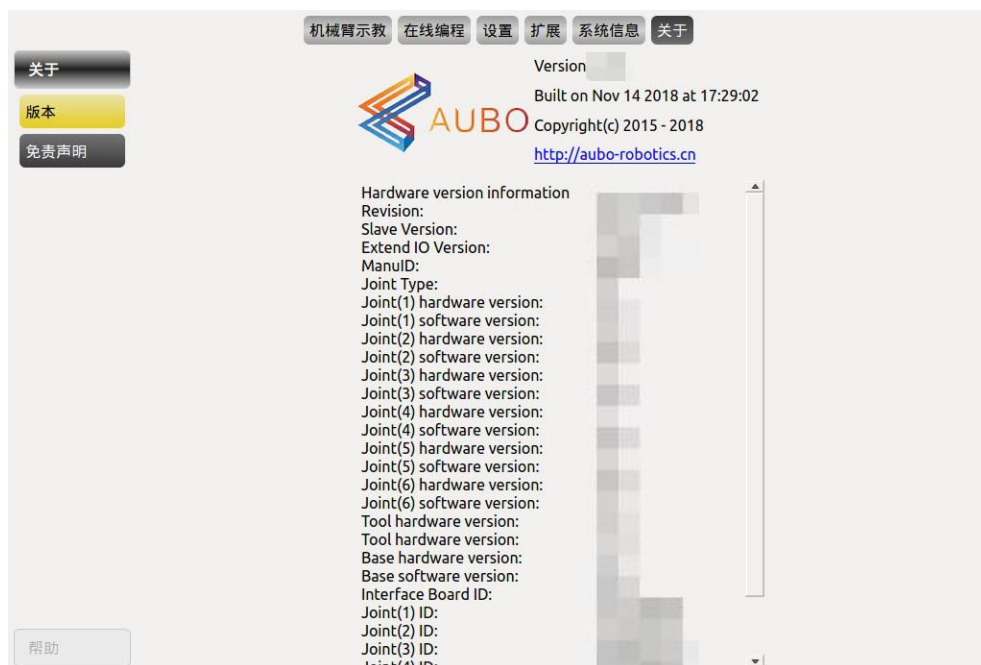 机械臂示教 在线编程 设置 扩展 系统信息 关于
关于
版本
免责声明
AUBO
Version
Built on Nov 14 2018 at 17:29:02
Copyright(c) 2015 - 2018
http://aubo-robotics.cn
Hardware version information
Revision:
Slave Version:
Extend IO Version:
ManuID:
Joint Type:
Joint(1) hardware version:
Joint(1) software version:
Joint(2) hardware version:
Joint(2) software version:
Joint(3) hardware version:
Joint(3) software version:
Joint(4) hardware version:
Joint(4) software version:
Joint(5) hardware version:
Joint(5) software version:
Joint(6) hardware version:
Joint(6) software version:
Tool hardware version:
Tool hardware version:
Base hardware version:
Base software version:
Interface Board ID:
Joint(1) ID:
Joint(2) ID:
Joint(3) ID:
Joint(4) ID:
帮助